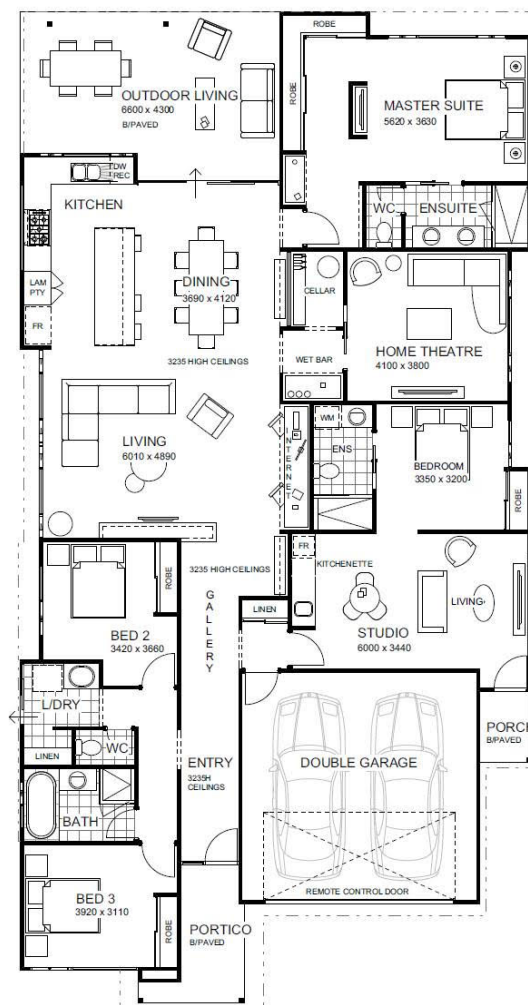 ROBE
ROBE
OUTDOOR LIVING
6600 x 4300
B/PAVED
MASTER SUITE
5620 x 3630
DW
REC
KITCHEN
WC
ENSUITE
LAM
PTY
FR
DINING
3690 x 4120
CELLAR
WET BAR
HOME THEATRE
4100 x 3800
3235 HIGH CEILINGS
LIVING
6010 x 4890
INTERNET
WM
ENS
BEDROOM
3350 x 3200
ROBE
3235 HIGH CEILINGS
FR
KITCHENETTE
LIVING
STUDIO
6000 x 3440
ROBE
BED 2
3420 x 3660
GALLERY
LINEN
L/DRY
LINEN
WC
ENTRY
3235H
CEILINGS
DOUBLE GARAGE
PORCH
B/PAVED
BATH
REMOTE CONTROL DOOR
BED 3
3920 x 3110
ROBE
PORTICO
B/PAVED